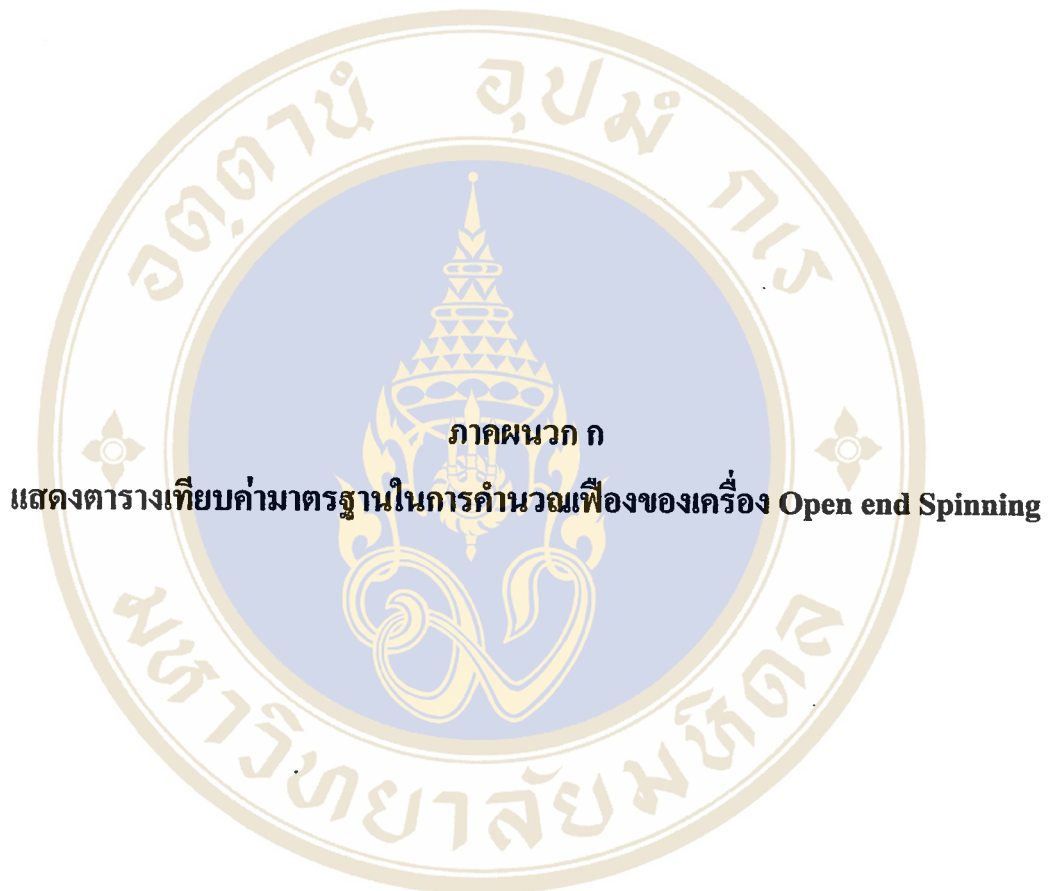 อตฺตานํ อุปมํ กเร
ภาคผนวก ก
แสดงตารางเทียบค่ามาตรฐานในการคำนวณเฟืองของเครื่อง Open end Spinning
มหาวิทยาลัยมหิดล